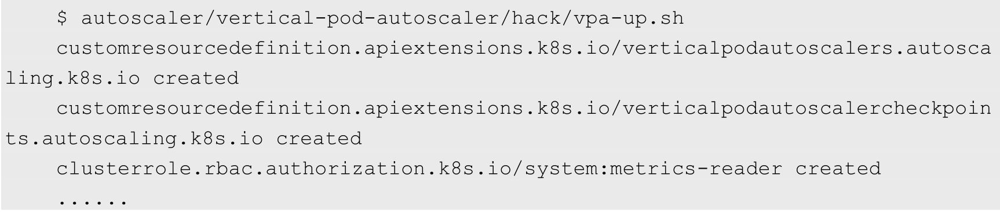 $ autoscaler/vertical-pod-autoscaler/hack/vpa-up.sh
customresourcedefinition.apiextensions.k8s.io/verticalpodautoscalers.autosca
ling.k8s.io created
customresourcedefinition.apiextensions.k8s.io/verticalpodautoscalercheckpoin
ts.autoscaling.k8s.io created
clusterrole.rbac.authorization.k8s.io/system:metrics-reader created
......